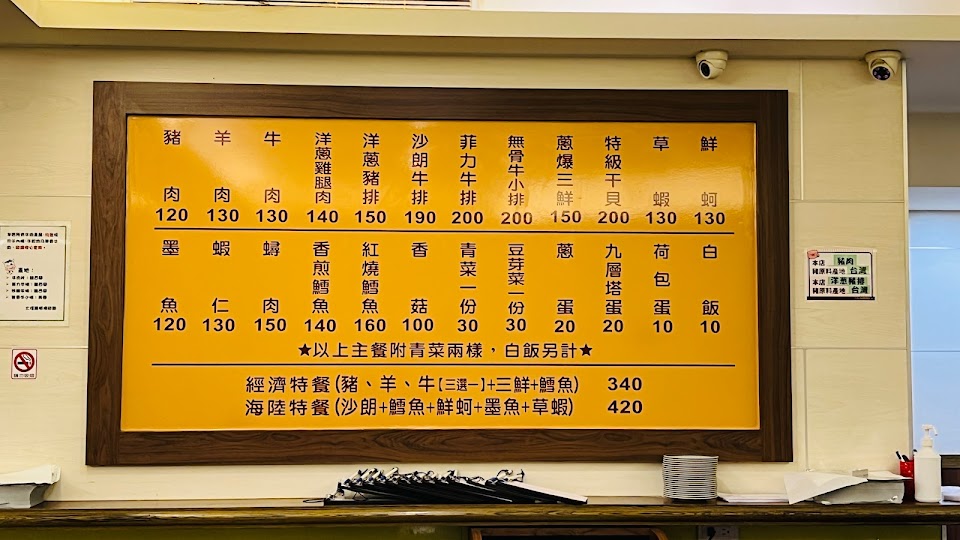 豬肉 120
羊肉 130
牛肉 130
洋蔥雞腿肉 140
洋蔥豬排 150
沙朗牛排 190
菲力牛排 200
無骨牛小排 200
蔥爆三鮮 150
特級干貝 200
草蝦 130
鮮蚵 130
墨魚 120
蝦仁 130
蟳肉 150
香煎鱈魚 140
紅燒鱈魚 160
香菇 100
青菜一份 30
豆芽菜一份 30
蔥蛋 20
九層塔蛋 20
荷包蛋 10
白飯 10
★以上主餐附青菜兩樣，白飯另計★
經濟特餐(豬、羊、牛【三選一】+三鮮+鱈魚) 340
海陸特餐(沙朗+鱈魚+鮮蚵+墨魚+草蝦) 420
本店 豬肉
豬原料產地 台灣
本店 洋蔥豬排
豬原料產地 台灣